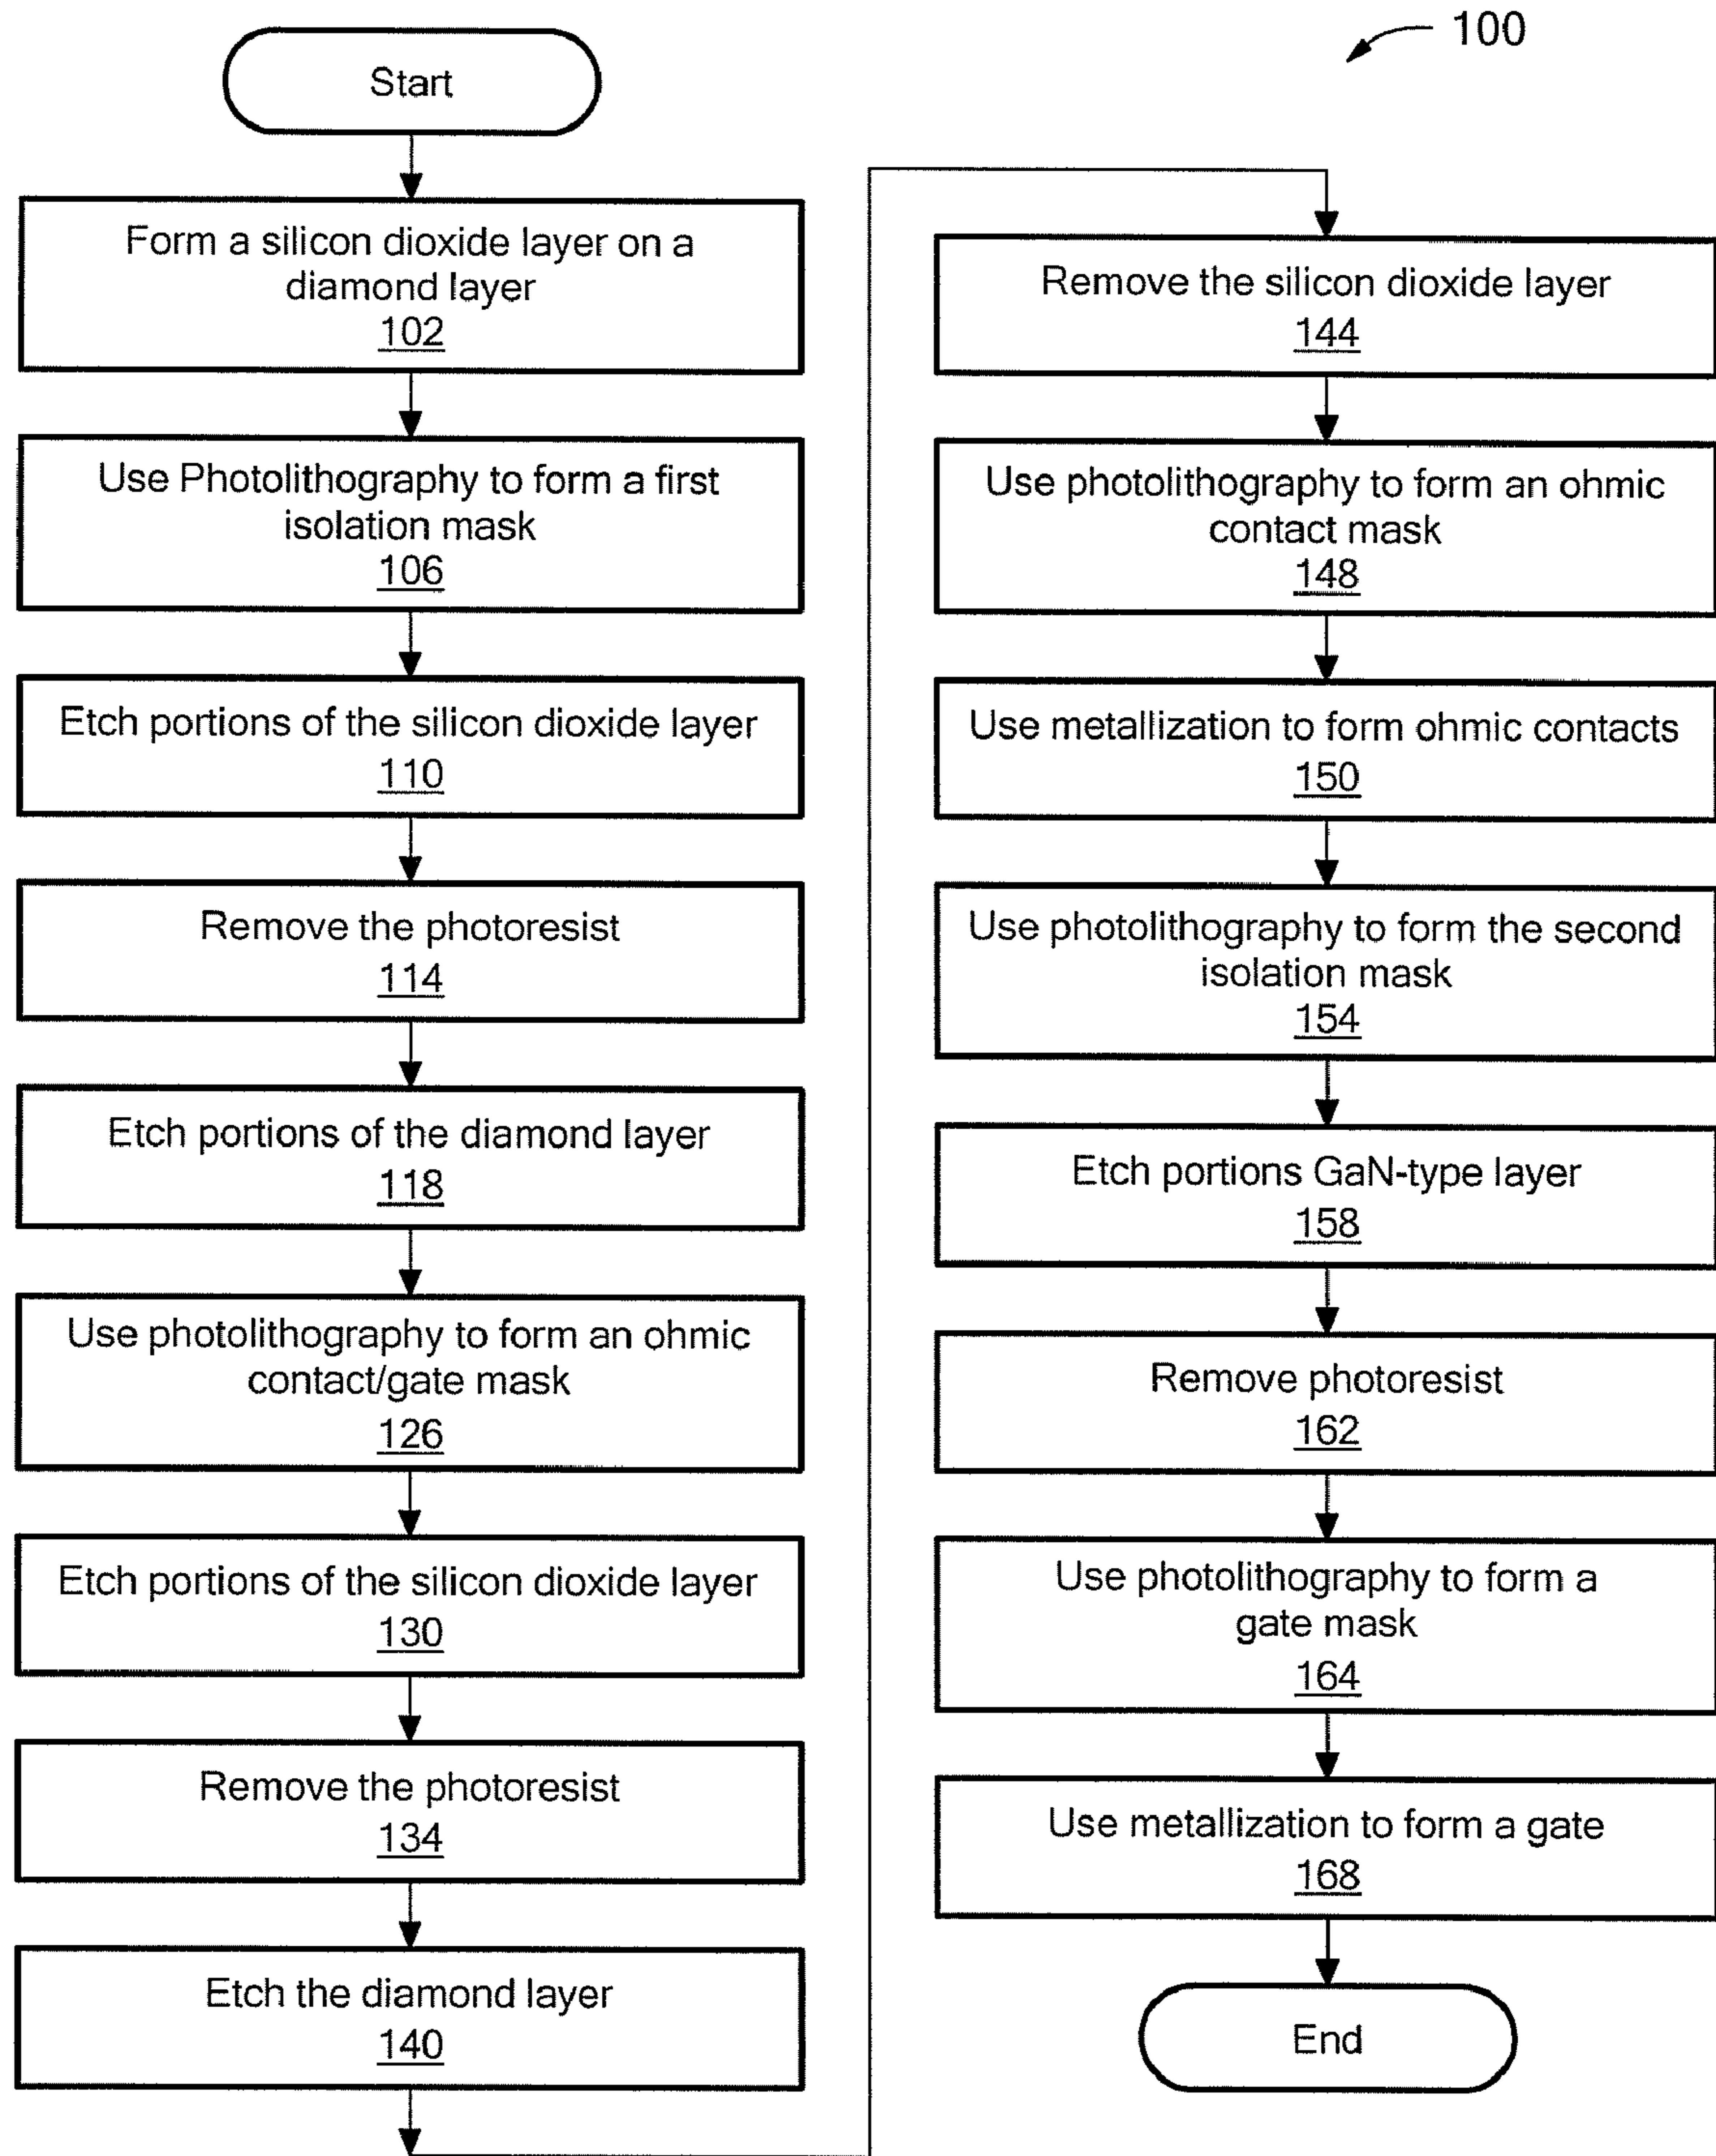 100
Start
Form a silicon dioxide layer on a
diamond layer
102
Use Photolithography to form a first
isolation mask
106
Etch portions of the silicon dioxide layer
110
Remove the photoresist
114
Etch portions of the diamond layer
118
Use photolithography to form an ohmic
contact/gate mask
126
Etch portions of the silicon dioxide layer
130
Remove the photoresist
134
Etch the diamond layer
140
Remove the silicon dioxide layer
144
Use photolithography to form an ohmic
contact mask
148
Use metallization to form ohmic contacts
150
Use photolithography to form the second
isolation mask
154
Etch portions GaN-type layer
158
Remove photoresist
162
Use photolithography to form a
gate mask
164
Use metallization to form a gate
168
End